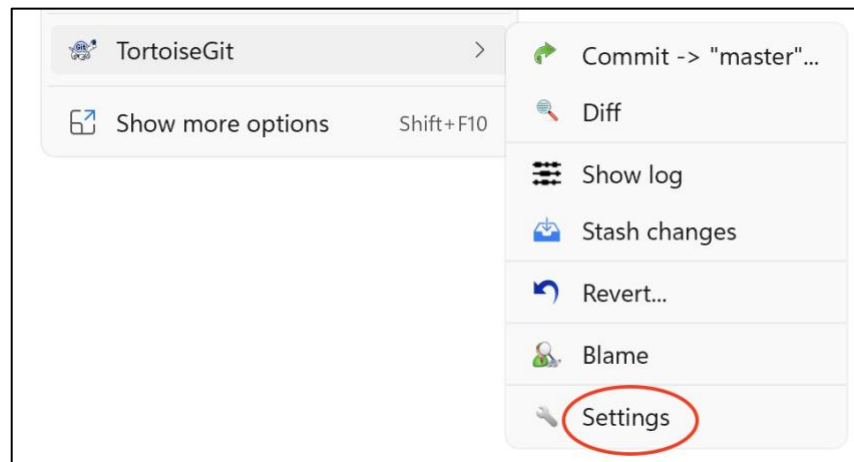 TortoiseGit
Show more options Shift+F10
Commit -> "master"...
Diff
Show log
Stash changes
Revert...
Blame
Settings